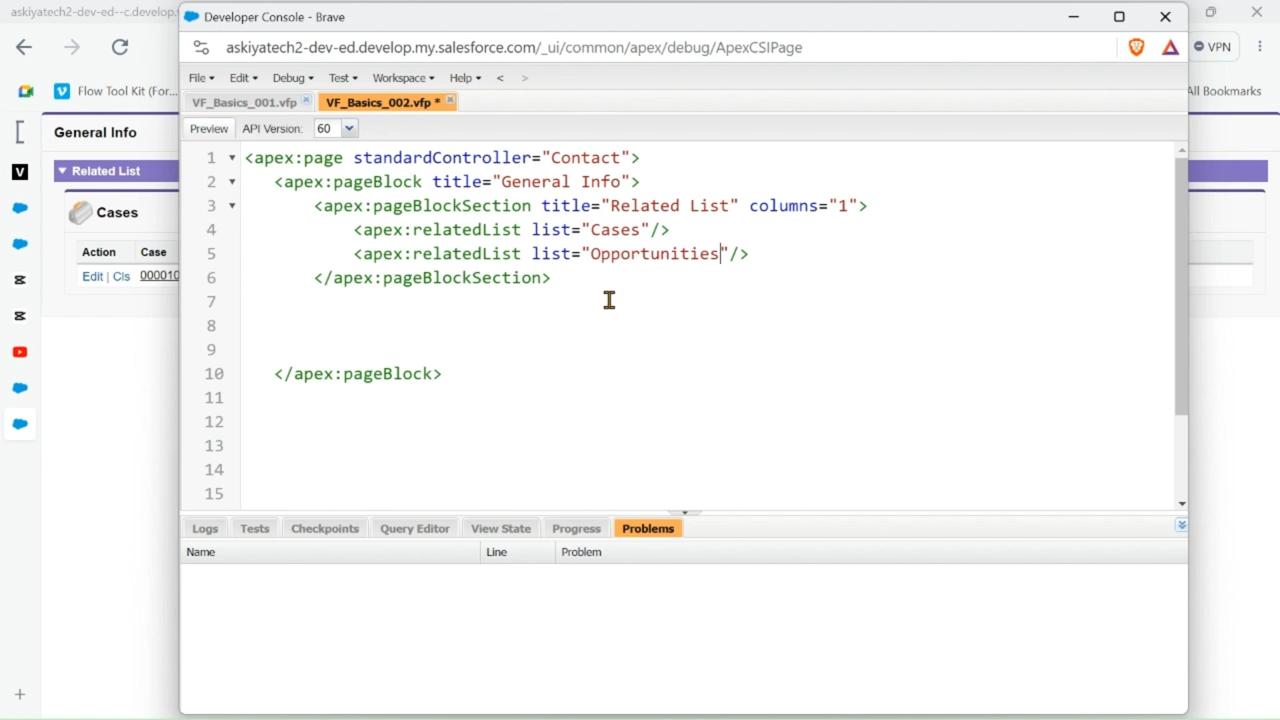 askiyatech2-dev-ed--c.develop.
Developer Console - Brave
askiyatech2-dev-ed.develop.my.salesforce.com/_ui/common/apex/debug/ApexCSIPage
VPN
Flow Tool Kit (For...
All Bookmarks
File Edit Debug Test Workspace Help < >
VF_Basics_001.vfp VF_Basics_002.vfp *
Preview API Version: 60
General Info
Related List
Cases
Action Case
Edit | Cls 000010
1 <apex:page standardController="Contact">
2 <apex:pageBlock title="General Info">
3 <apex:pageBlockSection title="Related List" columns="1">
4 <apex:relatedList list="Cases"/>
5 <apex:relatedList list="Opportunities"/>
6 </apex:pageBlockSection>
7
8
9
10 </apex:pageBlock>
11
12
13
14
15
Logs Tests Checkpoints Query Editor View State Progress Problems
Name Line Problem